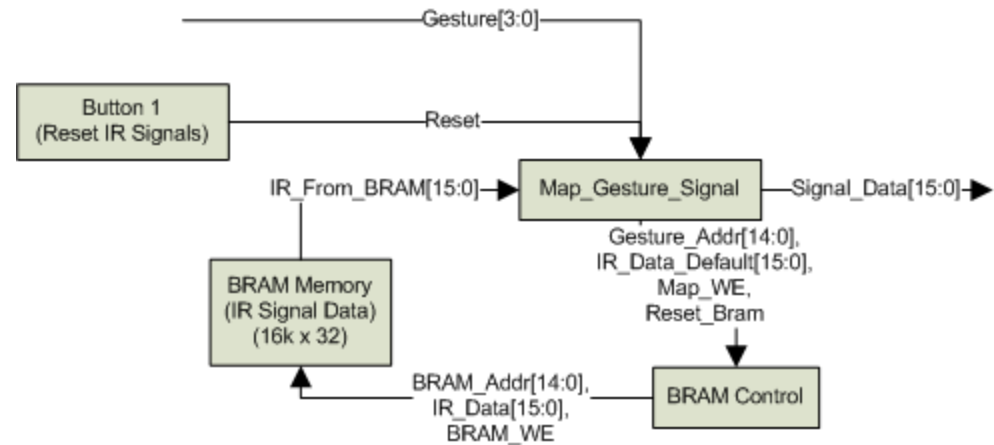 Gesture[3:0]
Button 1
(Reset IR Signals)
Reset
IR_From_BRAM[15:0]
Map_Gesture_Signal
Signal_Data[15:0]
Gesture_Addr[14:0],
IR_Data_Default[15:0],
Map_WE,
Reset_Bram
BRAM Memory
(IR Signal Data)
(16k x 32)
BRAM_Addr[14:0],
IR_Data[15:0],
BRAM_WE
BRAM Control